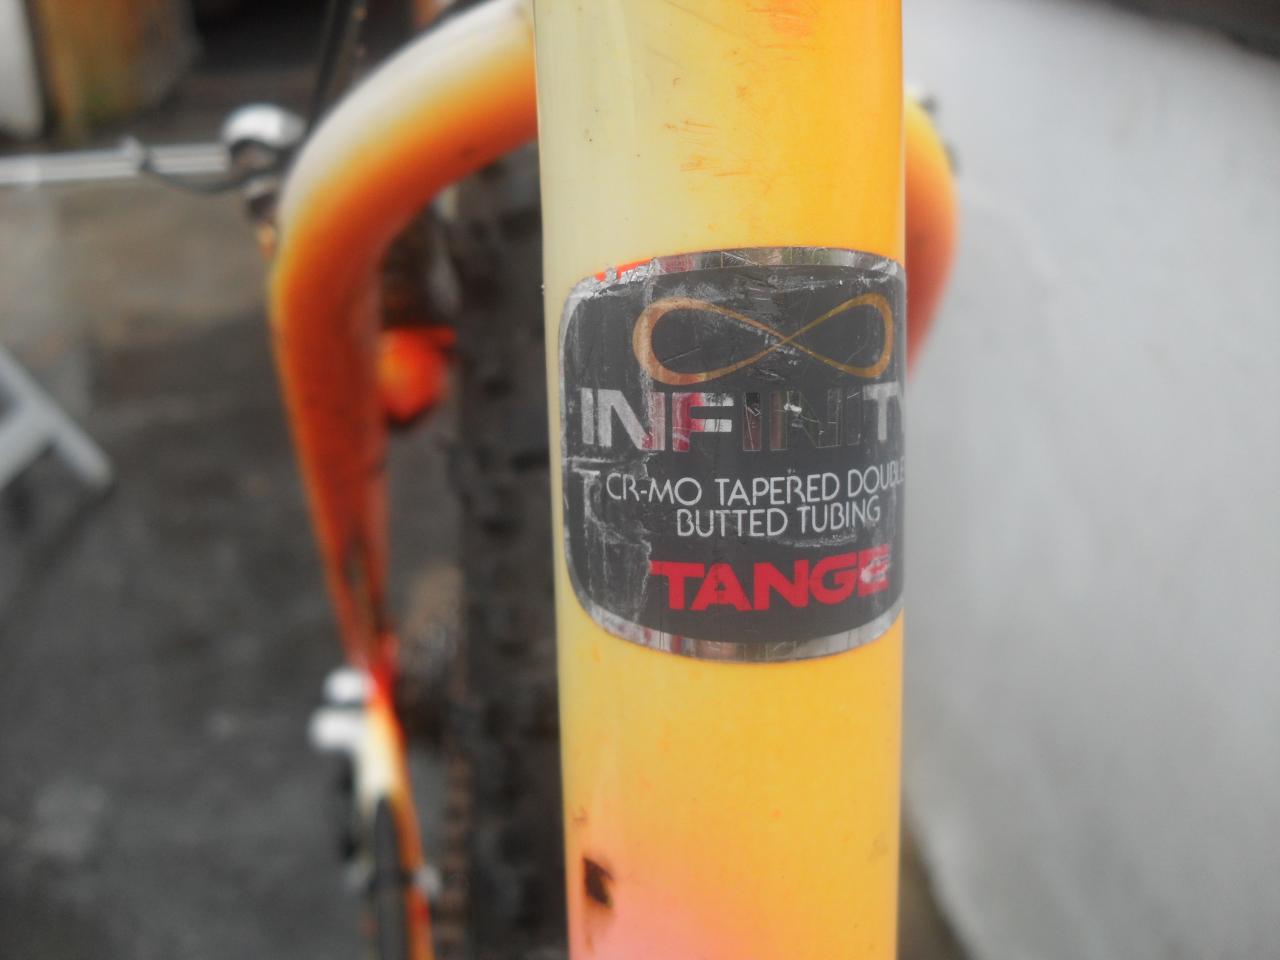 INFINITY
CR-MO TAPERED DOUBLE
BUTTED TUBING
TANGE